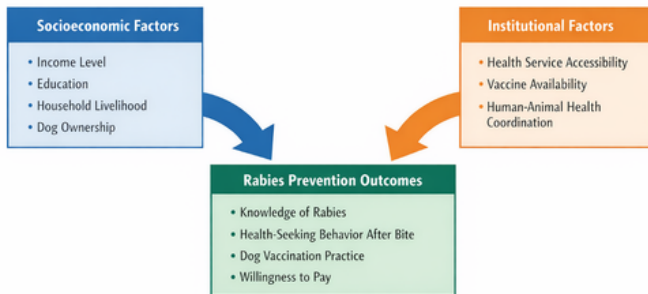 Socioeconomic Factors
• Income Level
• Education
• Household Livelihood
• Dog Ownership
Institutional Factors
• Health Service Accessibility
• Vaccine Availability
• Human-Animal Health
Coordination
Rabies Prevention Outcomes
• Knowledge of Rabies
• Health-Seeking Behavior After Bite
• Dog Vaccination Practice
• Willingness to Pay